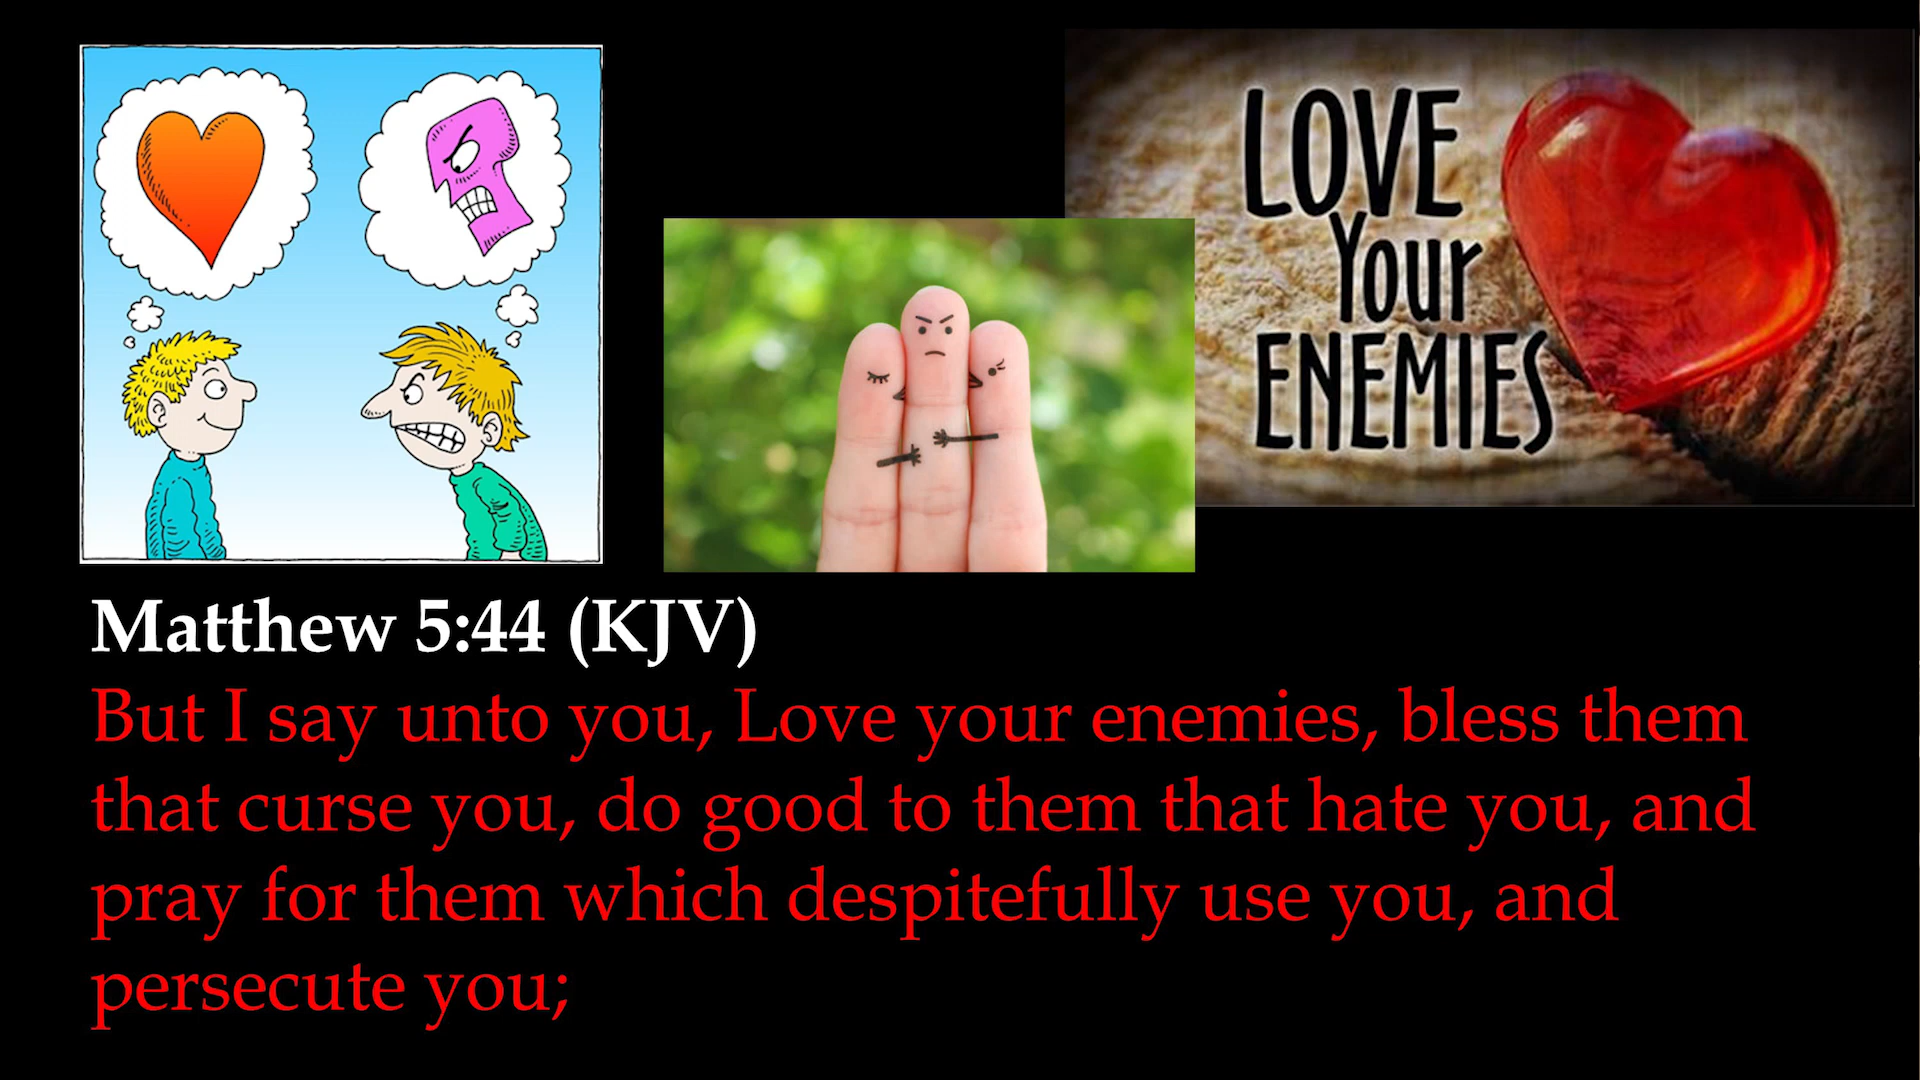 LOVE
Your
ENEMIES
Matthew 5:44 (KJV)
But I say unto you, Love your enemies, bless them
that curse you, do good to them that hate you, and
pray for them which despitefully use you, and
persecute you;